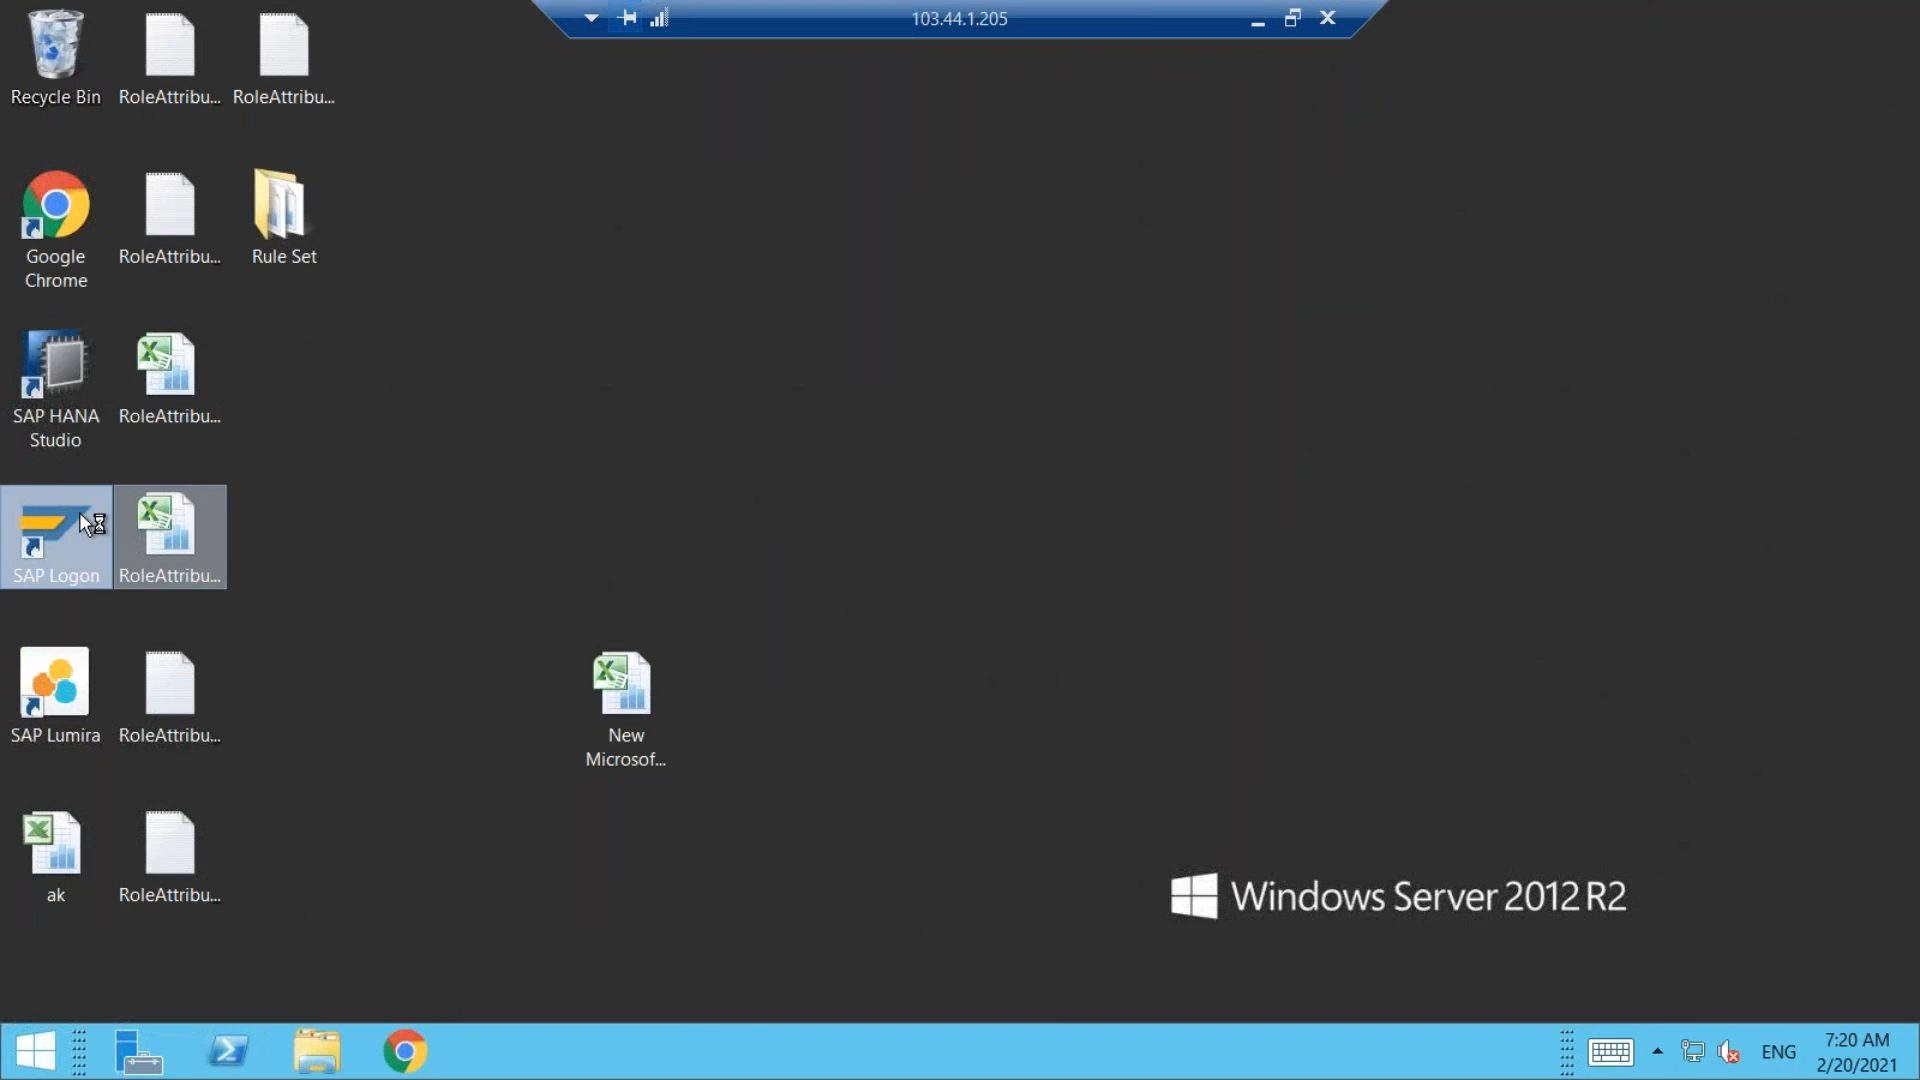 103.44.1.205
Recycle Bin
RoleAttribu...
RoleAttribu...
Google
Chrome
RoleAttribu...
Rule Set
SAP HANA
Studio
RoleAttribu...
SAP Logon
RoleAttribu...
SAP Lumira
RoleAttribu...
New
Microsof...
ak
RoleAttribu...
Windows Server 2012 R2
ENG
7:20 AM
2/20/2021